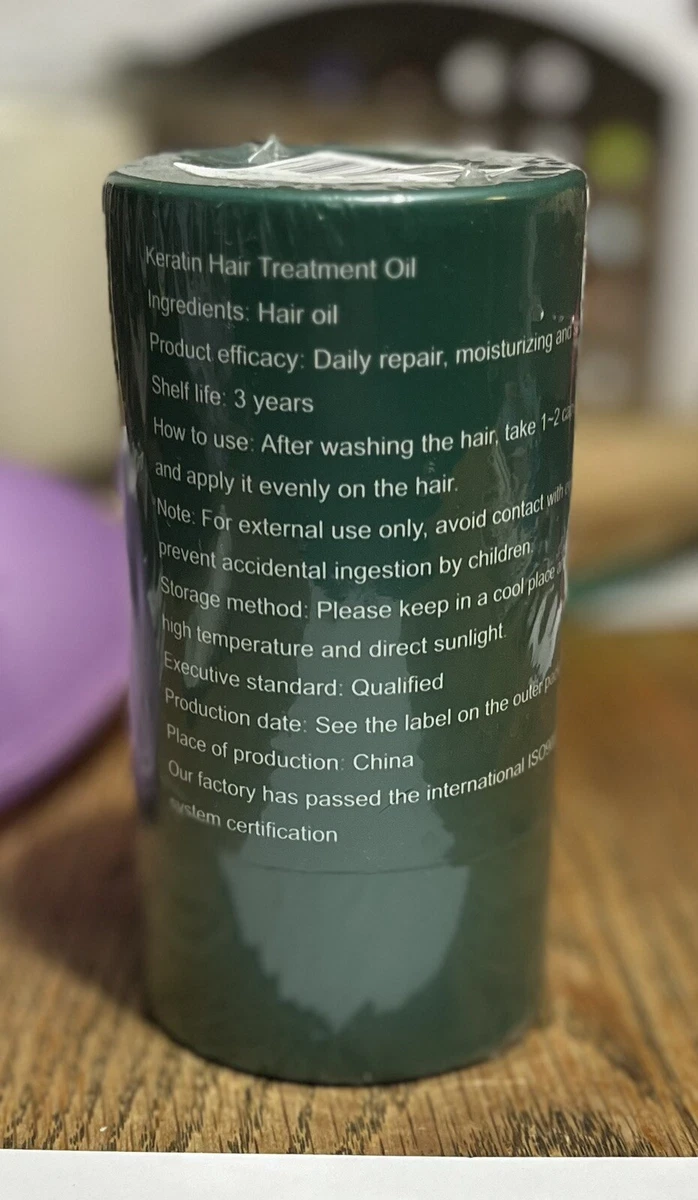 Keratin Hair Treatment Oil
Ingredients: Hair oil
Product efficacy: Daily repair, moisturizing and
Shelf life: 3 years
How to use: After washing the hair, take 1~2
and apply it evenly on the hair.
Note: For external use only, avoid contact with
prevent accidental ingestion by children.
Storage method: Please keep in a cool place
high temperature and direct sunlight.
Executive standard: Qualified
Production date: See the label on the outer
Place of production: China
Our factory has passed the international
system certification